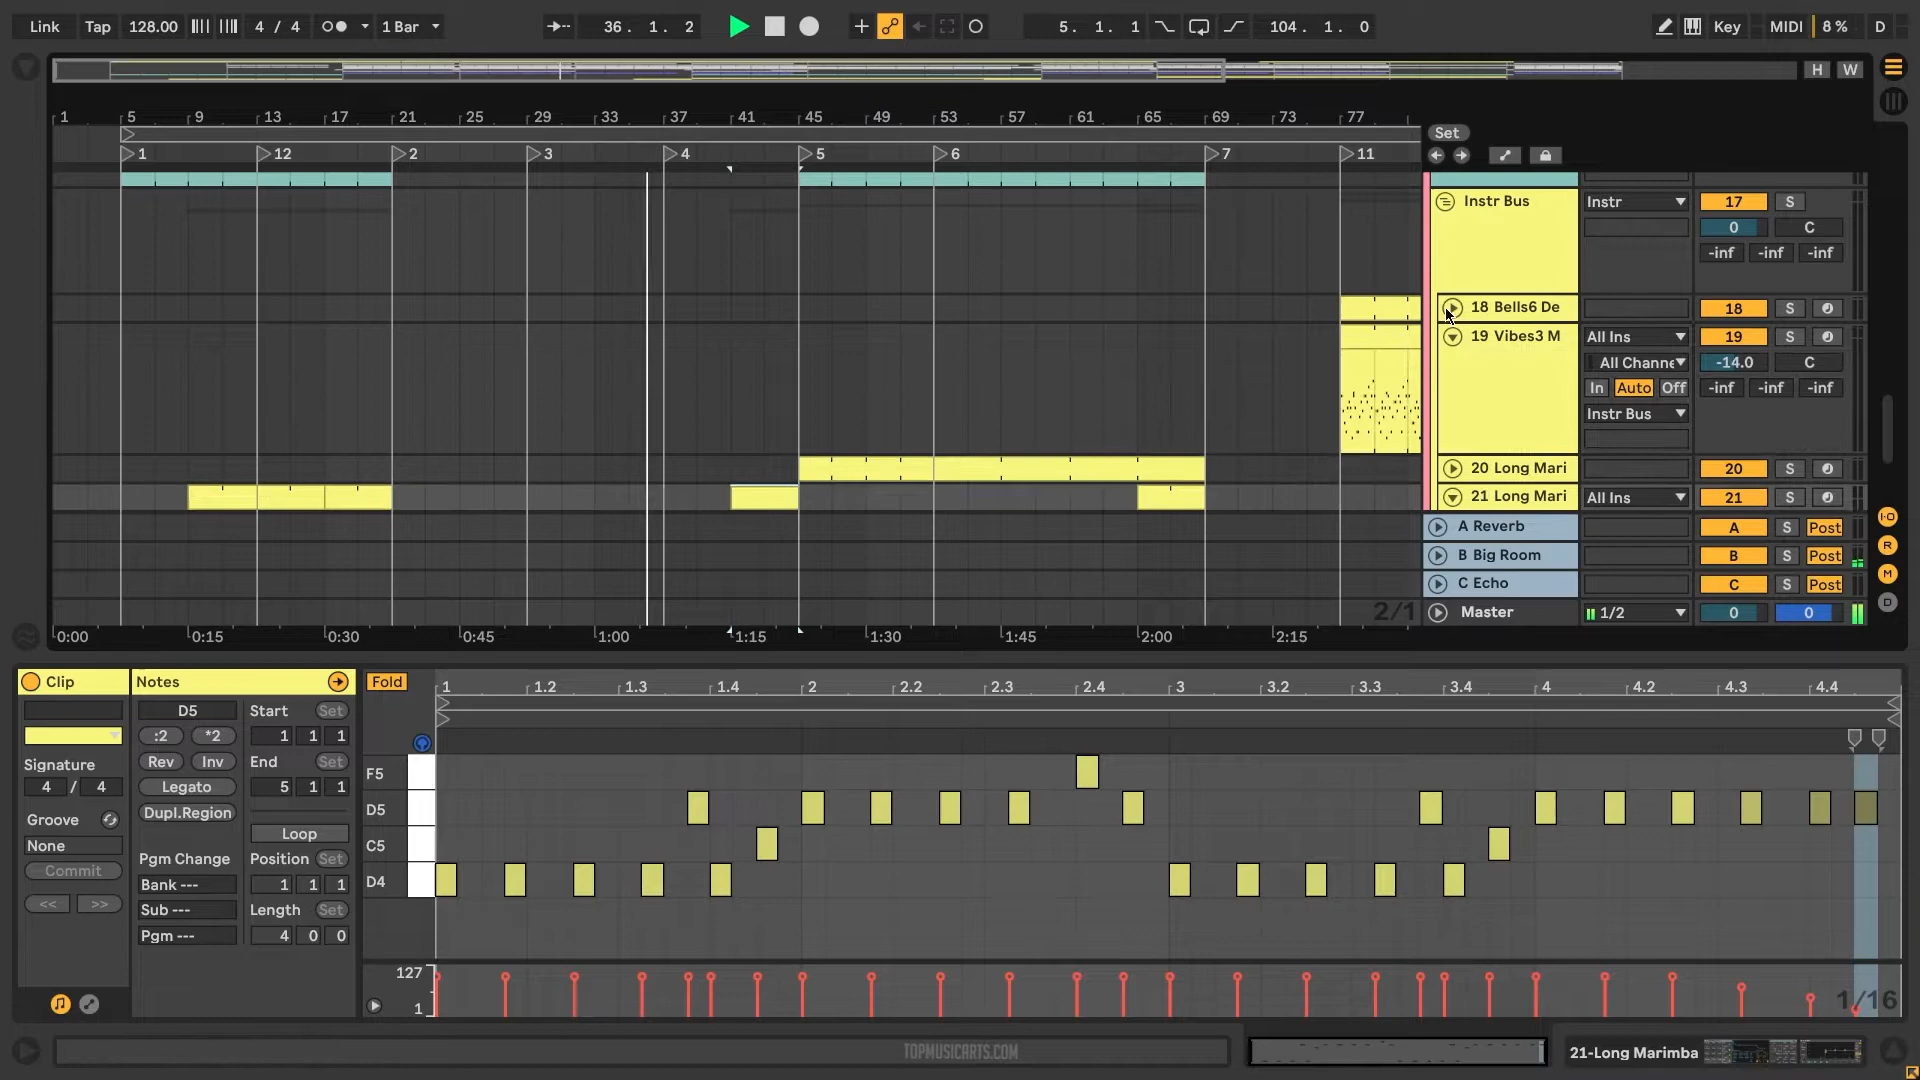 Link Tap 128.00 4 / 4 1 Bar 36. 1. 2 5. 1. 1 104. 1. 0 Key MIDI 8 % D
H W
1 5 9 13 17 21 25 29 33 37 41 45 49 53 57 61 65 69 73 77
Set
1 12 2 3 4 5 6 7 11
Instr Bus Instr 17 S
0 C
-inf -inf -inf
18 Bells6 De 18 S
19 Vibes3 M All Ins 19 S
All Channe -14.0 C
In Auto Off -inf -inf -inf
Instr Bus
20 Long Mari 20 S
21 Long Mari All Ins 21 S
A Reverb A S Post
B Big Room B S Post
C Echo C S Post
2/1 Master 1/2 0 0
0:00 0:15 0:30 0:45 1:00 1:15 1:30 1:45 2:00 2:15
I·O
R
M
D
Clip Notes Fold 1 1.2 1.3 1.4 2 2.2 2.3 2.4 3 3.2 3.3 3.4 4 4.2 4.3 4.4
D5 Start Set
:2 *2 1 1 1
Signature Rev Inv End Set
4 / 4 Legato 5 1 1
Groove Dupl.Region
None Loop
Commit Pgm Change Position Set
<< >> Bank --- 1 1 1
Sub --- Length Set
Pgm --- 4 0 0
F5
D5
C5
D4
127
1
1/16
TOPMUSICARTS.COM
21-Long Marimba